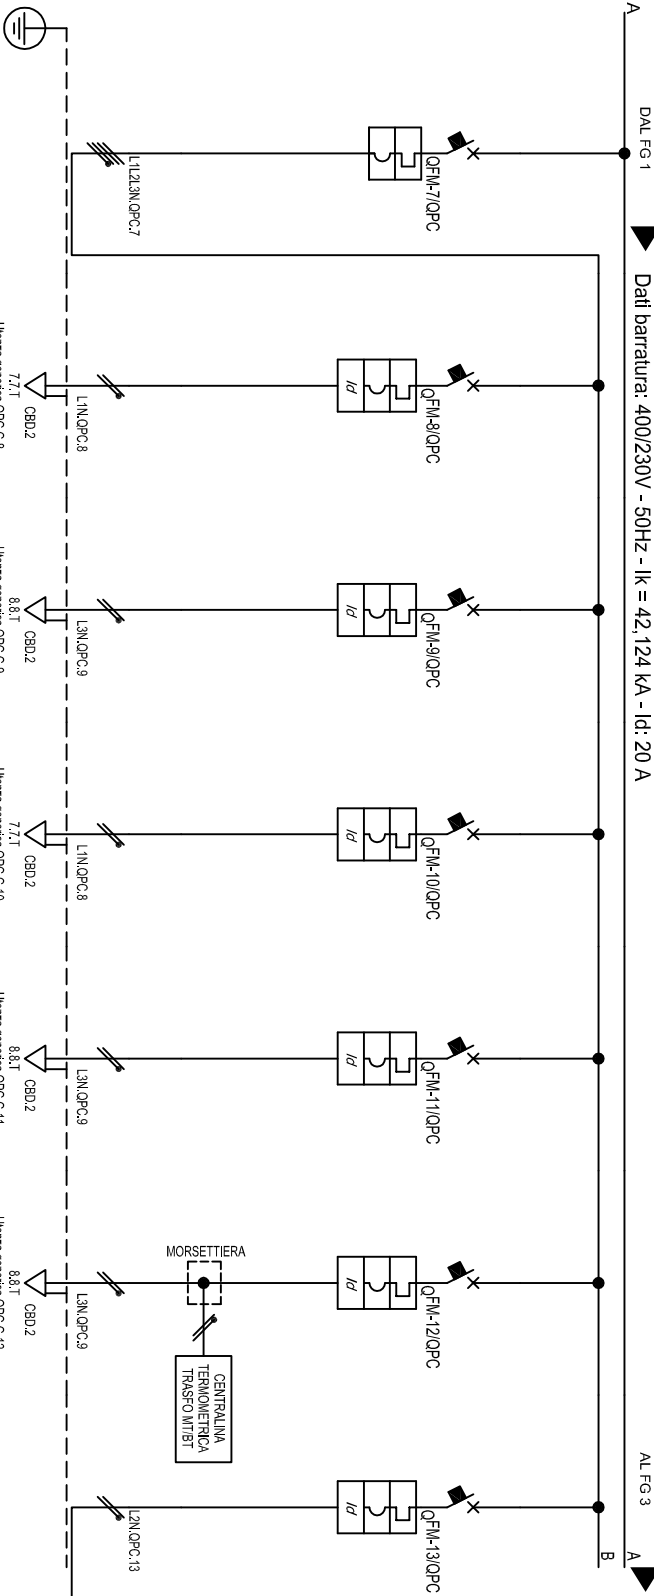 A
DAL FG 1
Dati barratura: 400/230V - 50Hz - Ik = 42,124 kA - Id: 20 A
AL FG 3
A
B
QFM-7/QPC
QFM-8/QPC
QFM-9/QPC
QFM-10/QPC
QFM-11/QPC
QFM-12/QPC
QFM-13/QPC
Id
Id
Id
Id
Id
Id
MORSETTIERA
CENTRALINA
TERMOMETRICA
TRASFO MT/BT
L1L2L3N.QPC.7
L1N.QPC.8
L3N.QPC.9
L1N.QPC.8
L3N.QPC.9
L3N.QPC.9
L2N.QPC.13
CBD.2
7.7.T
CBD.2
8.8.T
CBD.2
7.7.T
CBD.2
8.8.T
CBD.2
8.8.T